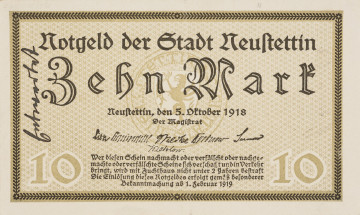 Notgeld der Stadt Neustettin
Zehn Mark
Neustettin, den 5. Oktober 1918
Der Magistrat
10
10
Wer diesen Schein nachmacht oder verfälscht oder nachge-
machte oder verfälschte Scheine sich verschafft und in Verkehr
bringt, wird mit Zuchthaus nicht unter 2 Jahren bestraft
Die Einlösung dieses Notgeldes erfolgt gemäß besonderer
Bekanntmachung ab 1. Februar 1919